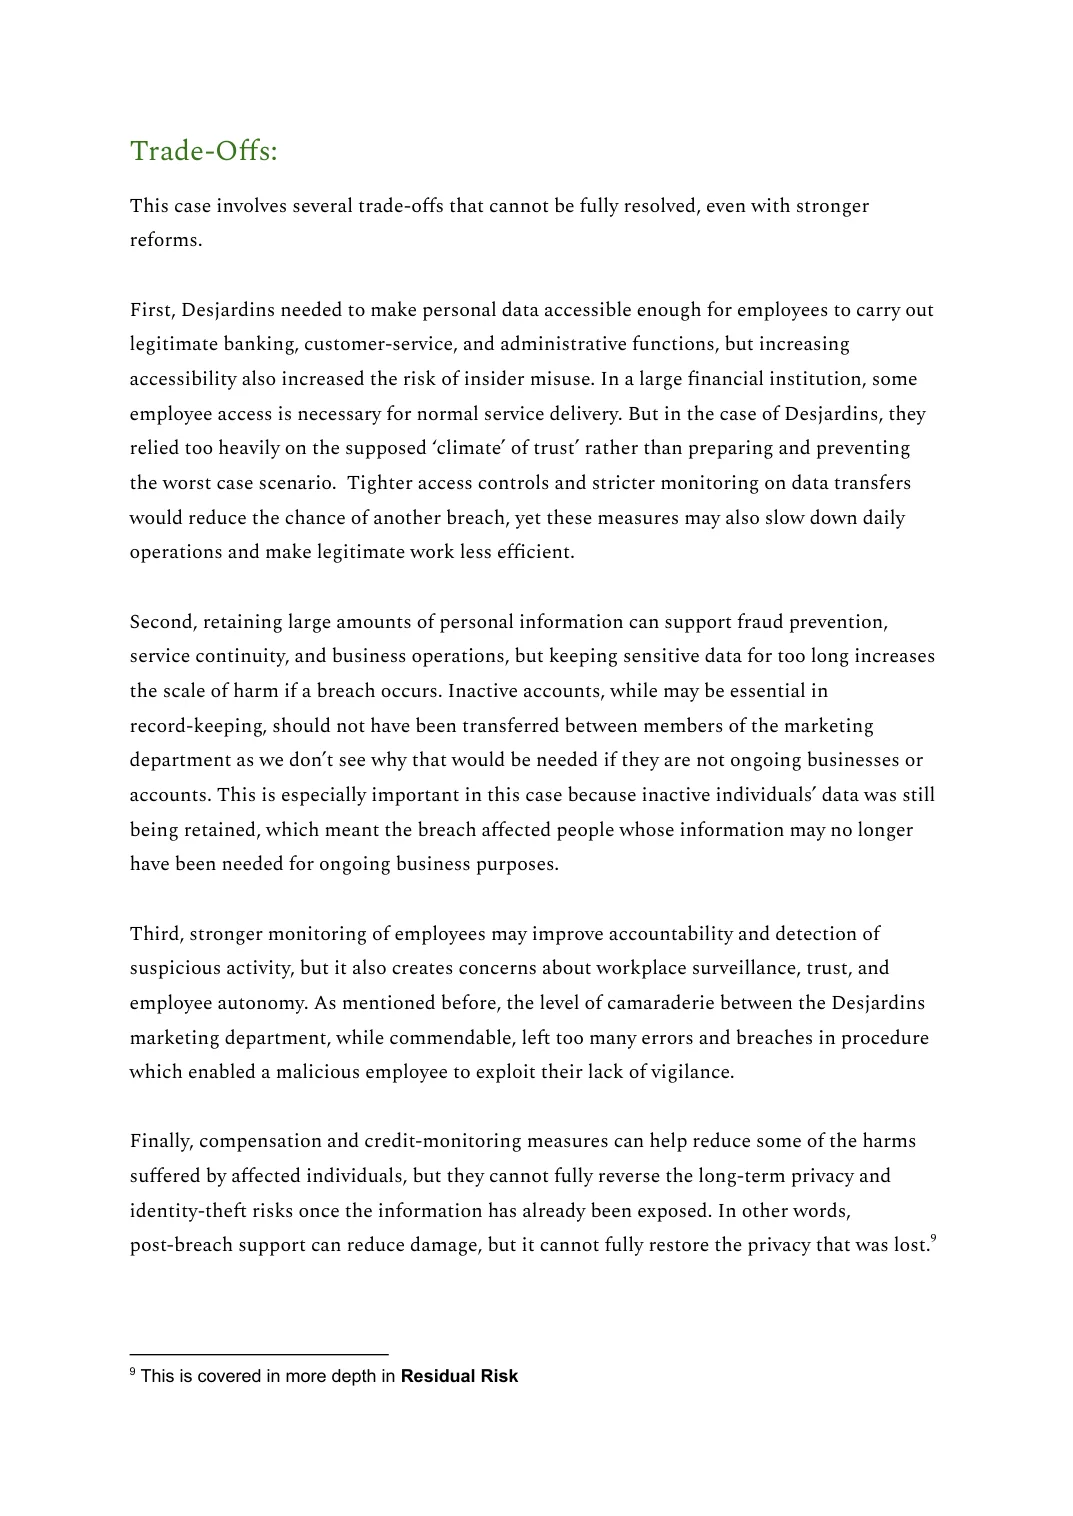 Trade-Offs:
This case involves several trade-offs that cannot be fully resolved, even with stronger
reforms.
First, Desjardins needed to make personal data accessible enough for employees to carry out
legitimate banking, customer-service, and administrative functions, but increasing
accessibility also increased the risk of insider misuse. In a large financial institution, some
employee access is necessary for normal service delivery. But in the case of Desjardins, they
relied too heavily on the supposed ‘climate’ of trust’ rather than preparing and preventing
the worst case scenario.  Tighter access controls and stricter monitoring on data transfers
would reduce the chance of another breach, yet these measures may also slow down daily
operations and make legitimate work less efficient.
Second, retaining large amounts of personal information can support fraud prevention,
service continuity, and business operations, but keeping sensitive data for too long increases
the scale of harm if a breach occurs. Inactive accounts, while may be essential in
record-keeping, should not have been transferred between members of the marketing
department as we don’t see why that would be needed if they are not ongoing businesses or
accounts. This is especially important in this case because inactive individuals’ data was still
being retained, which meant the breach affected people whose information may no longer
have been needed for ongoing business purposes.
Third, stronger monitoring of employees may improve accountability and detection of
suspicious activity, but it also creates concerns about workplace surveillance, trust, and
employee autonomy. As mentioned before, the level of camaraderie between the Desjardins
marketing department, while commendable, left too many errors and breaches in procedure
which enabled a malicious employee to exploit their lack of vigilance.
Finally, compensation and credit-monitoring measures can help reduce some of the harms
suffered by affected individuals, but they cannot fully reverse the long-term privacy and
identity-theft risks once the information has already been exposed. In other words,
post-breach support can reduce damage, but it cannot fully restore the privacy that was lost.⁹
⁹ This is covered in more depth in Residual Risk